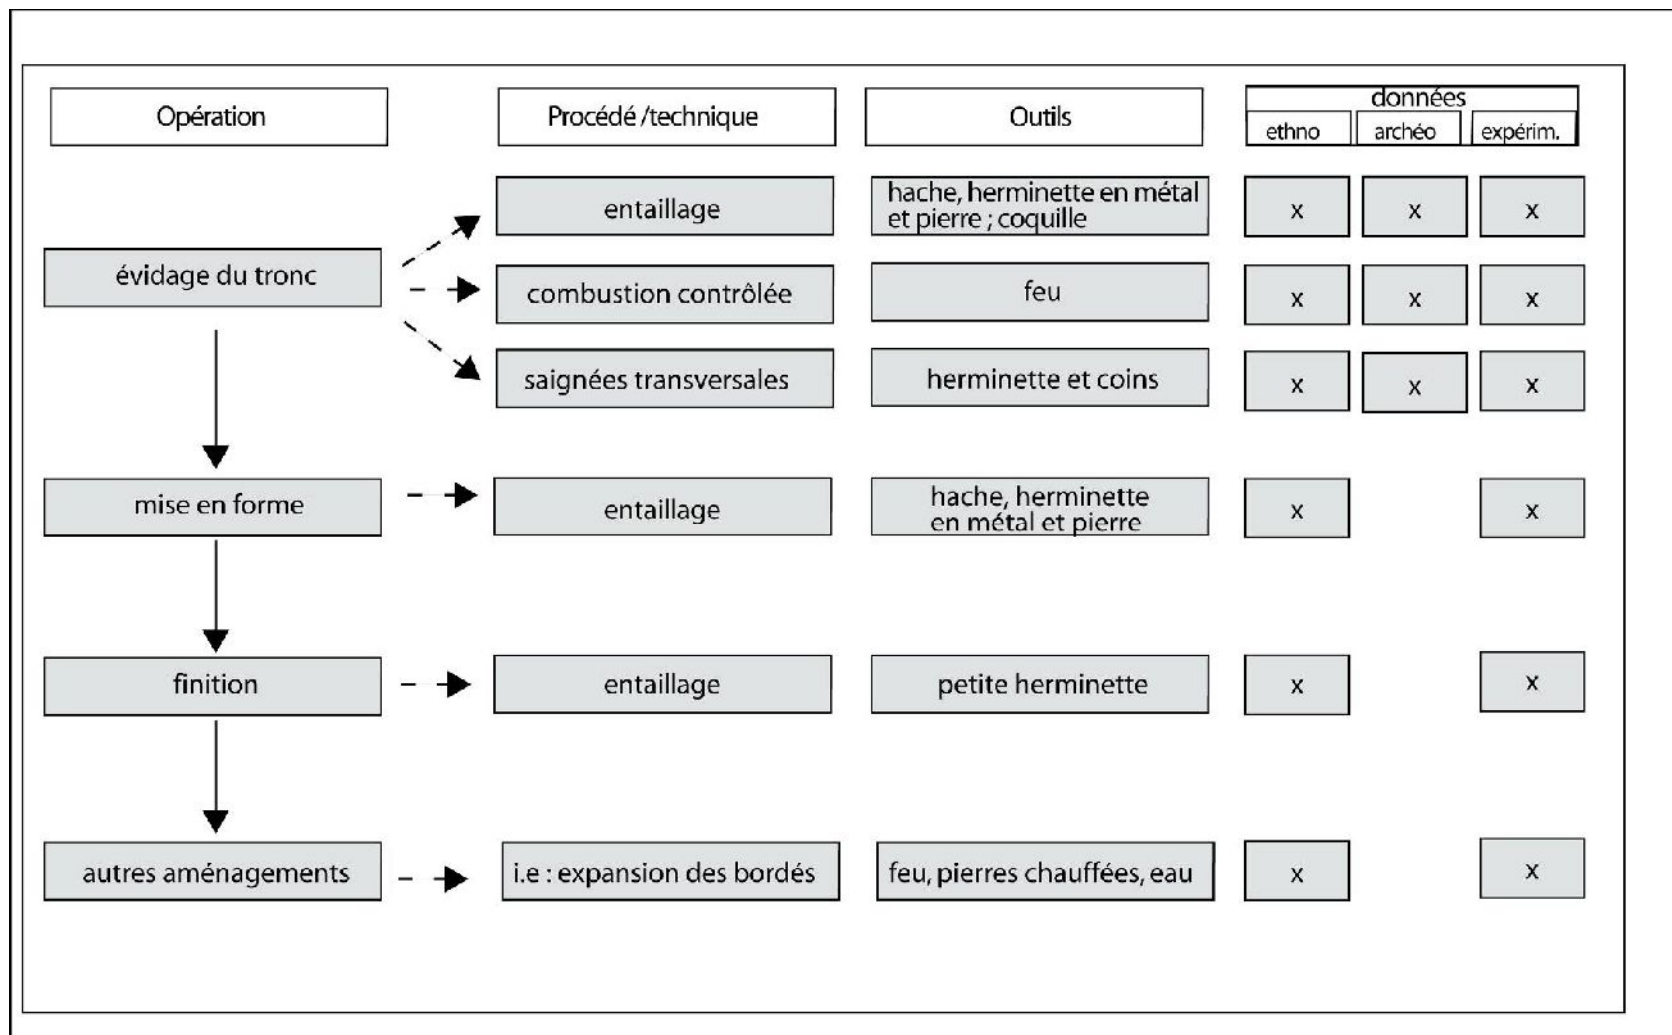 Opération
Procédé /technique
Outils
données
ethno
archéo
expérim.
évidage du tronc
entaillage
hache, herminette en métal
et pierre ; coquille
x
x
x
combustion contrôlée
feu
x
x
x
saignées transversales
herminette et coins
x
x
x
mise en forme
entaillage
hache, herminette
en métal et pierre
x
x
finition
entaillage
petite herminette
x
x
autres aménagements
i.e : expansion des bordés
feu, pierres chauffées, eau
x
x